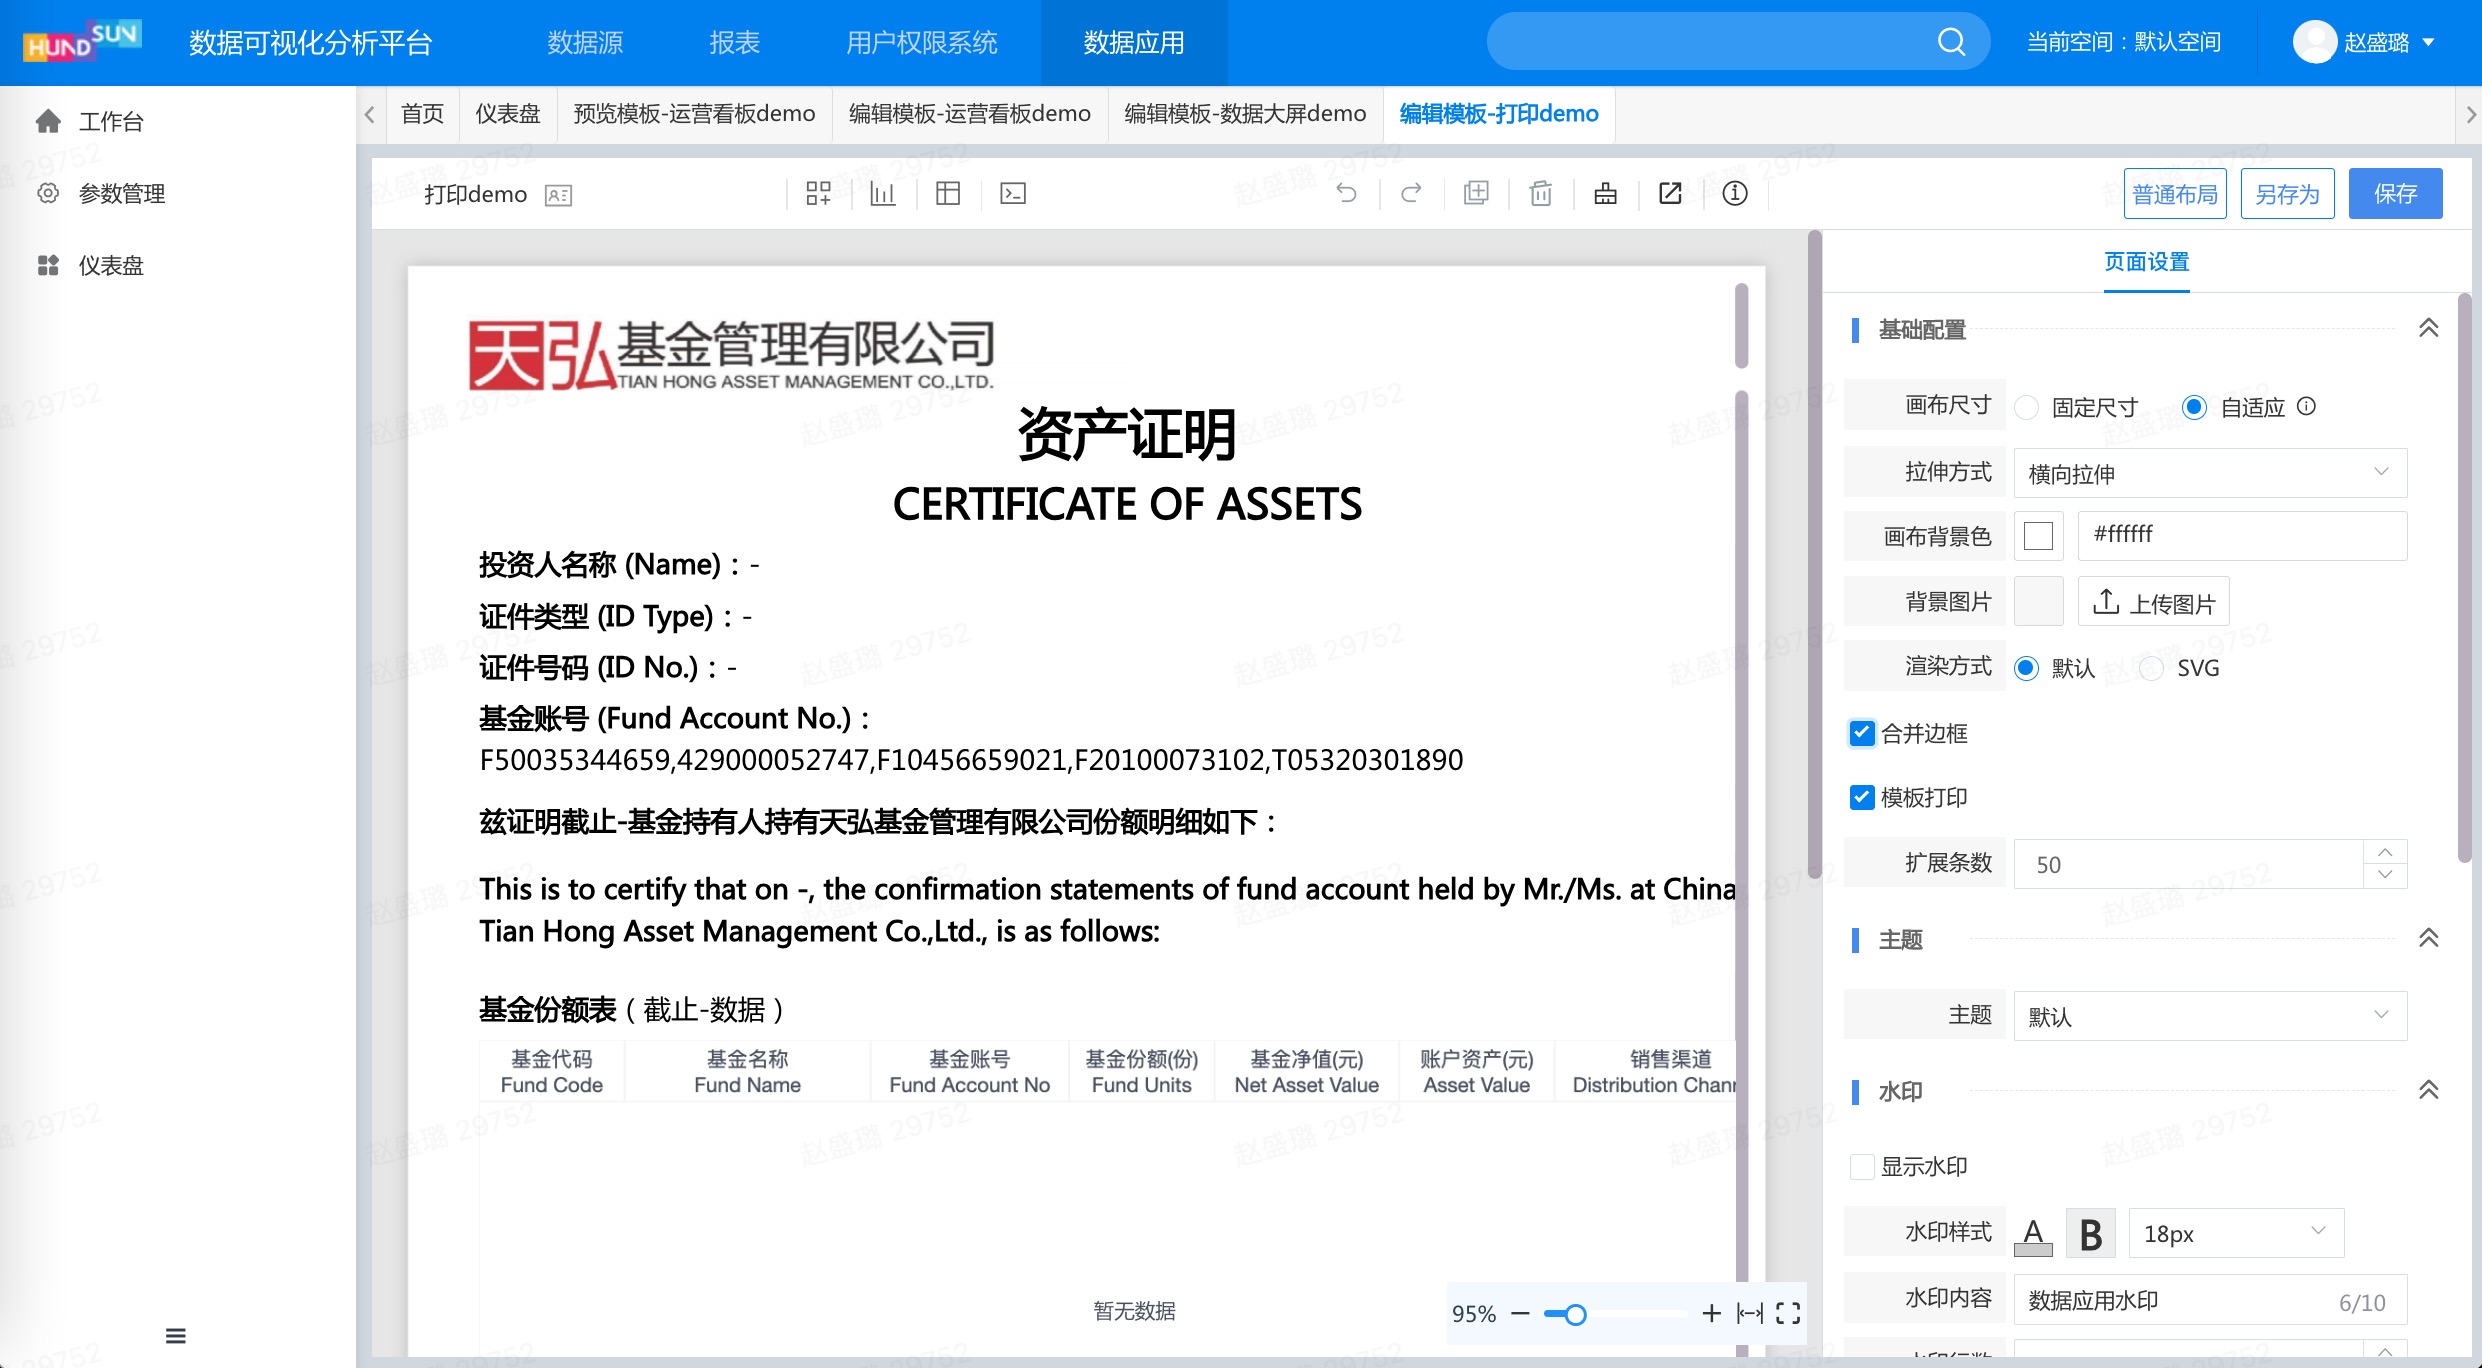 HUNDSUN
数据可视化分析平台
数据源
报表
用户权限系统
数据应用
当前空间：默认空间
赵盛璐
工作台
参数管理
仪表盘
首页
仪表盘
预览模板-运营看板demo
编辑模板-运营看板demo
编辑模板-数据大屏demo
编辑模板-打印demo
打印demo
普通布局
另存为
保存
天弘基金管理有限公司
TIAN HONG ASSET MANAGEMENT CO.,LTD.
资产证明
CERTIFICATE OF ASSETS
投资人名称 (Name)：-
证件类型 (ID Type)：-
证件号码 (ID No.)：-
基金账号 (Fund Account No.)：
F50035344659,429000052747,F10456659021,F20100073102,T05320301890
兹证明截止-基金持有人持有天弘基金管理有限公司份额明细如下：
This is to certify that on -, the confirmation statements of fund account held by Mr./Ms. at China
Tian Hong Asset Management Co.,Ltd., is as follows:
基金份额表（截止-数据）
基金代码
Fund Code
基金名称
Fund Name
基金账号
Fund Account No
基金份额(份)
Fund Units
基金净值(元)
Net Asset Value
账户资产(元)
Asset Value
销售渠道
Distribution
暂无数据
95%
页面设置
基础配置
画布尺寸
固定尺寸
自适应
拉伸方式
横向拉伸
画布背景色
#ffffff
背景图片
上传图片
渲染方式
默认
SVG
合并边框
模板打印
扩展条数
50
主题
主题
默认
水印
显示水印
水印样式
A
B
18px
水印内容
数据应用水印
6/10
赵盛璐 29752